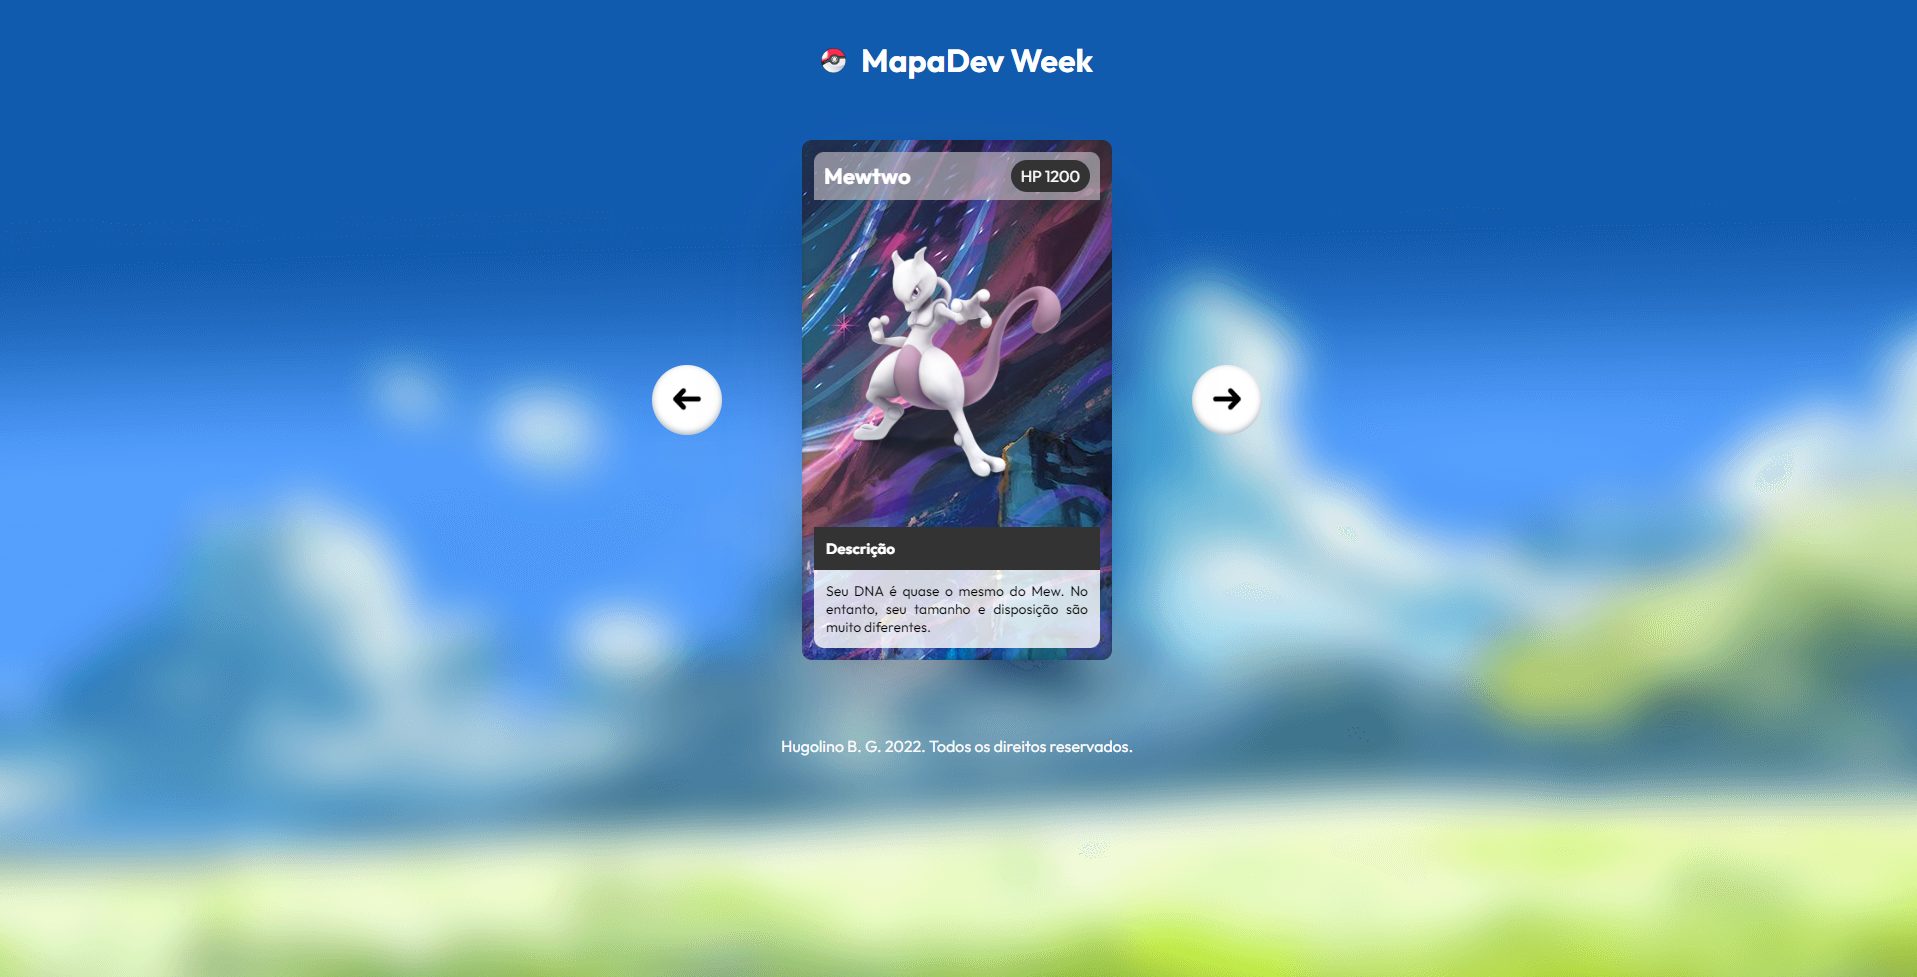 MapaDev Week
Mewtwo
HP 1200
Descrição
Seu DNA é quase o mesmo do Mew. No
entanto, seu tamanho e disposição são
muito diferentes.
Hugolino B. G. 2022. Todos os direitos reservados.